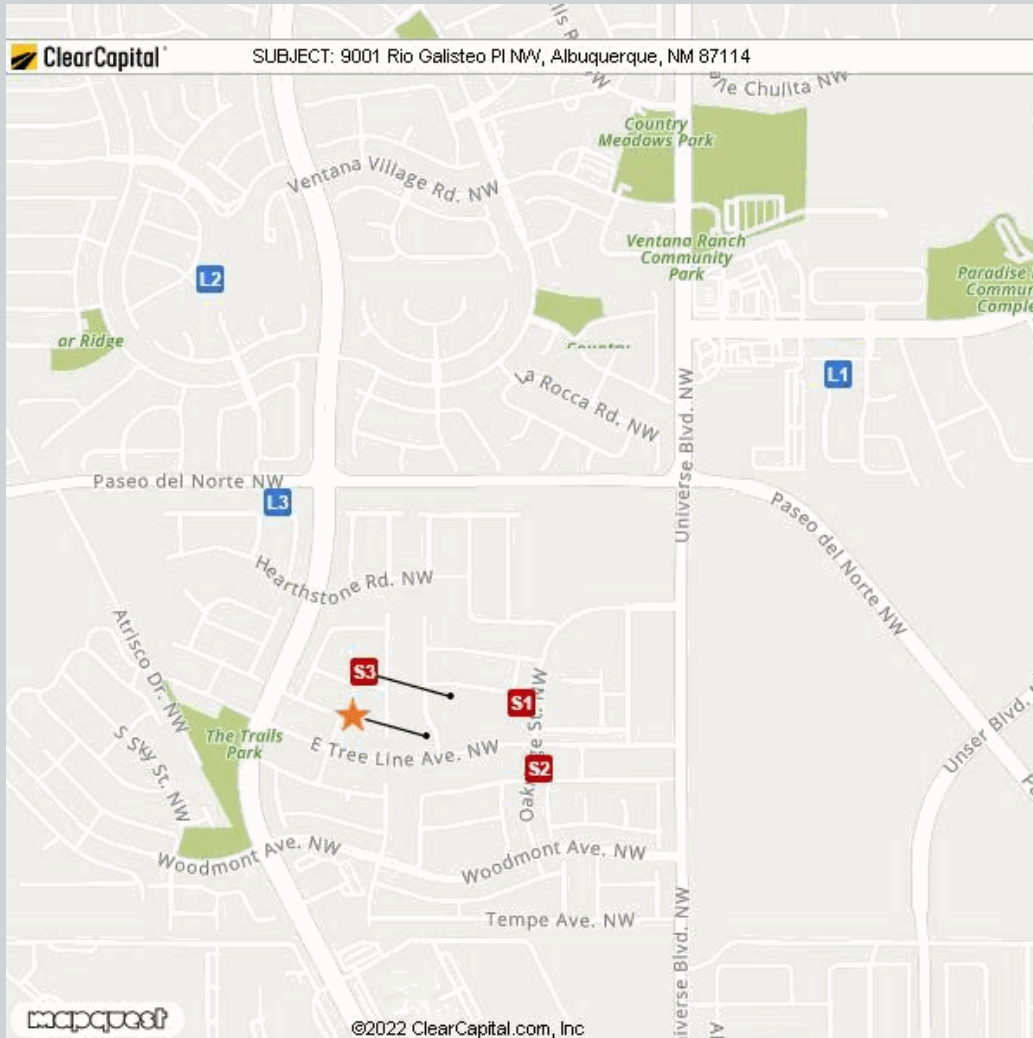 ClearCapital
SUBJECT: 9001 Rio Galisteo Pl NW, Albuquerque, NM 87114
Country
Meadows Park
Ventana Village Rd. NW
Ventana Ranch
Community
Park
L2
Paradise
Commun
Comple
ar Ridge
Country
L1
La Rocca Rd. NW
Universe Blvd. NW
Paseo del Norte NW
L3
Paseo del Norte NW
Hearthstone Rd. NW
Atrisco Dr. NW
S3
S1
The Trails
Park
E Tree Line Ave. NW
S Sky St. NW
S2
Unser Blvd.
Woodmont Ave. NW
Woodmont Ave. NW
Tempe Ave. NW
iverse Blvd. NW
mapquest
©2022 ClearCapital.com, Inc